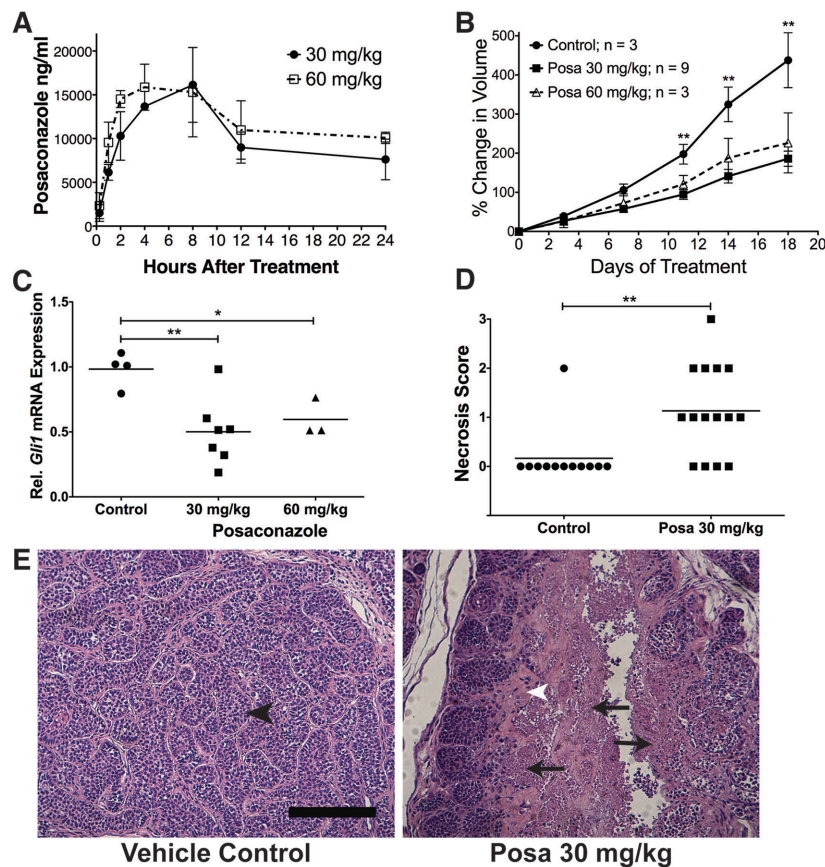 A
Posaconazole ng/ml
20000
15000
10000
5000
0
30 mg/kg
60 mg/kg
0 2 4 6 8 10 12 14 16 18 20 22 24
Hours After Treatment
B
% Change in Volume
500
400
300
200
100
0
Control; n = 3
Posa 30 mg/kg; n = 9
Posa 60 mg/kg; n = 3
**
**
**
0 2 4 6 8 10 12 14 16 18 20
Days of Treatment
C
Rel. Gli1 mRNA Expression
1.5
1.0
0.5
0.0
*
**
Control 30 mg/kg 60 mg/kg
Posaconazole
D
Necrosis Score
3
2
1
0
**
Control Posa 30 mg/kg
E
Vehicle Control Posa 30 mg/kg